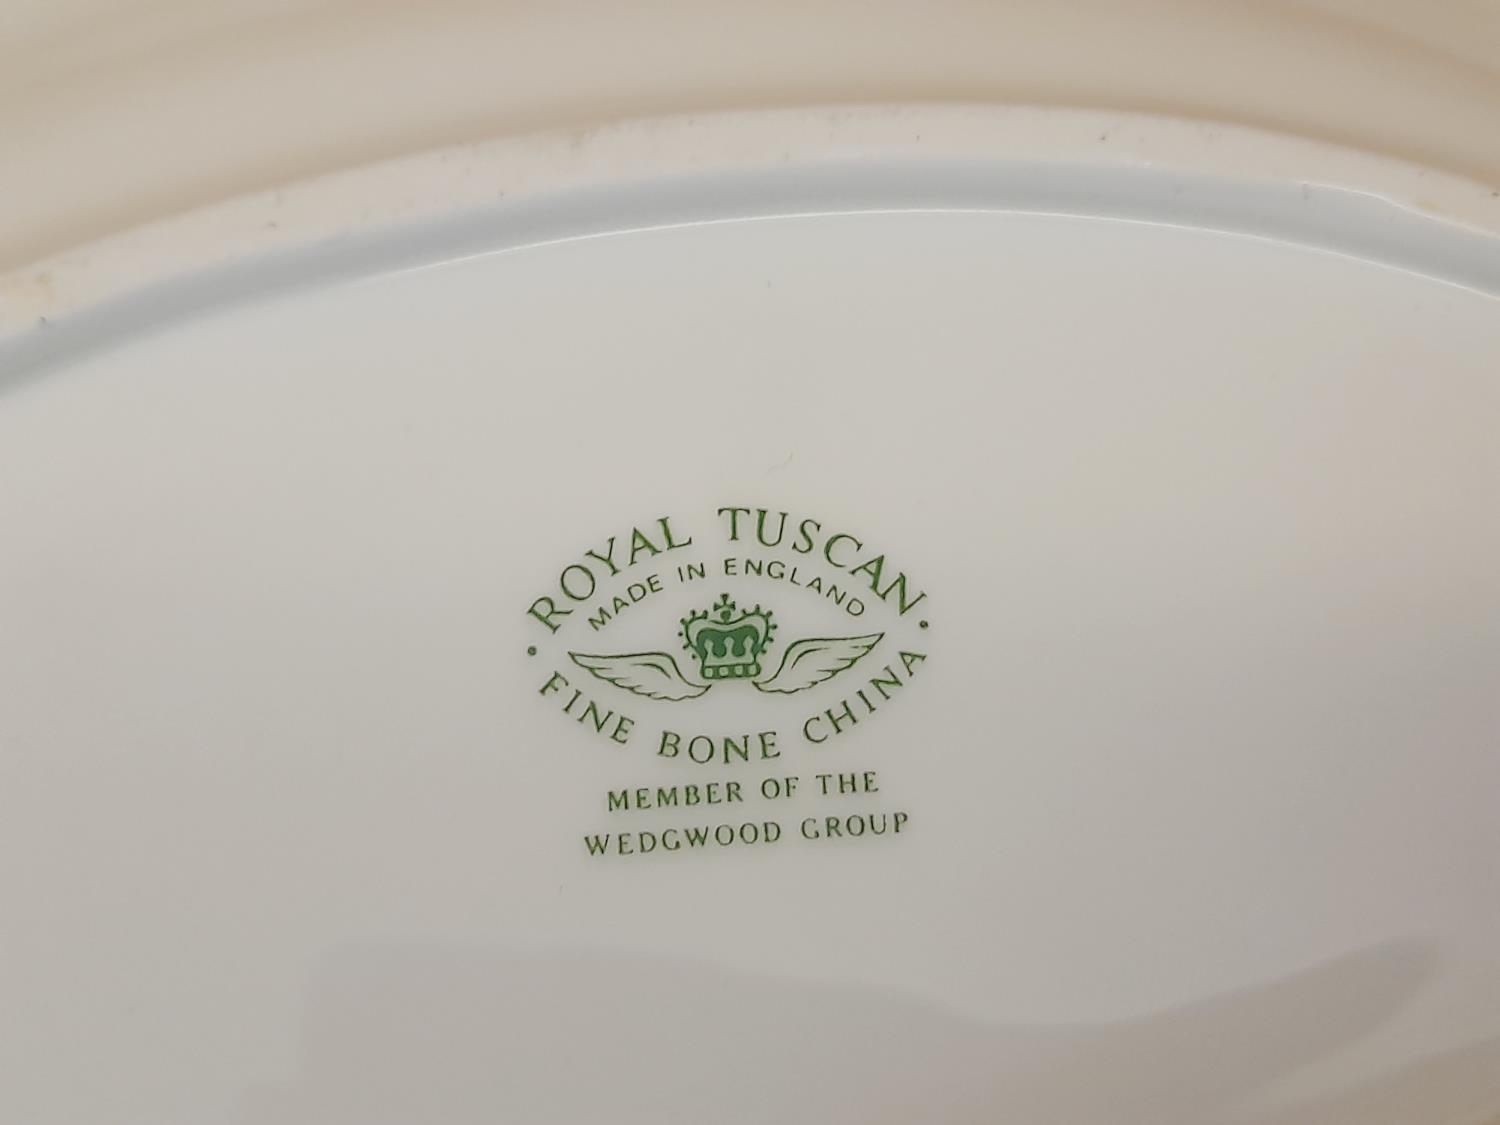 ROYAL TUSCAN
MADE IN ENGLAND
FINE BONE CHINA
MEMBER OF THE
WEDGWOOD GROUP